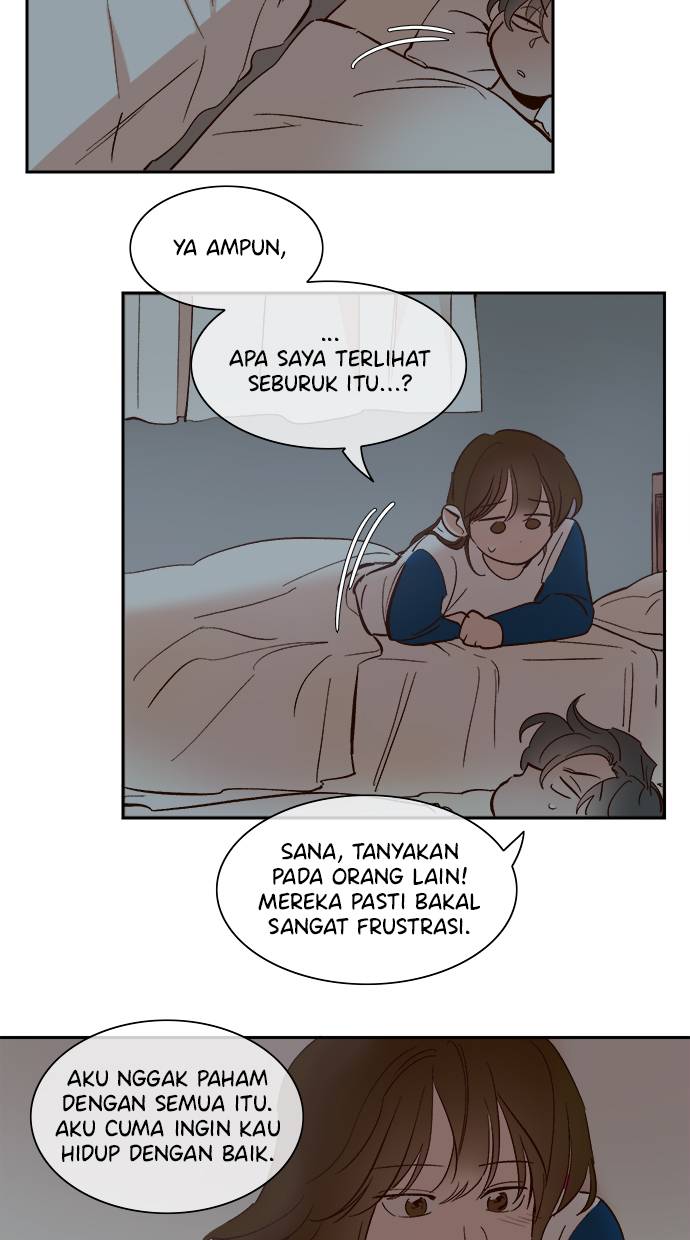 YA AMPUN,
...
APA SAYA TERLIHAT
SEBURUK ITU...?
SANA, TANYAKAN
PADA ORANG LAIN!
MEREKA PASTI BAKAL
SANGAT FRUSTRASI.
AKU NGGAK PAHAM
DENGAN SEMUA ITU.
AKU CUMA INGIN KAU
HIDUP DENGAN BAIK.